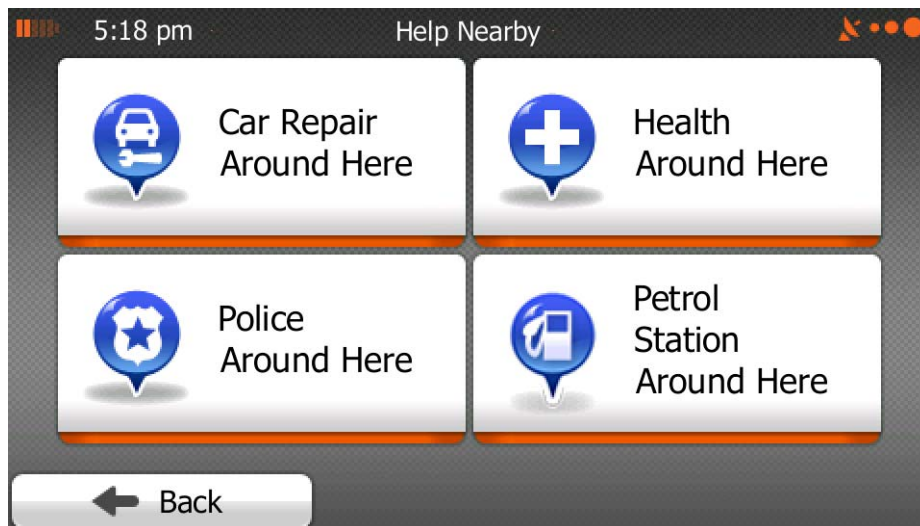 5:18 pm
Help Nearby
Car Repair
Around Here
Health
Around Here
Police
Around Here
Petrol
Station
Around Here
Back